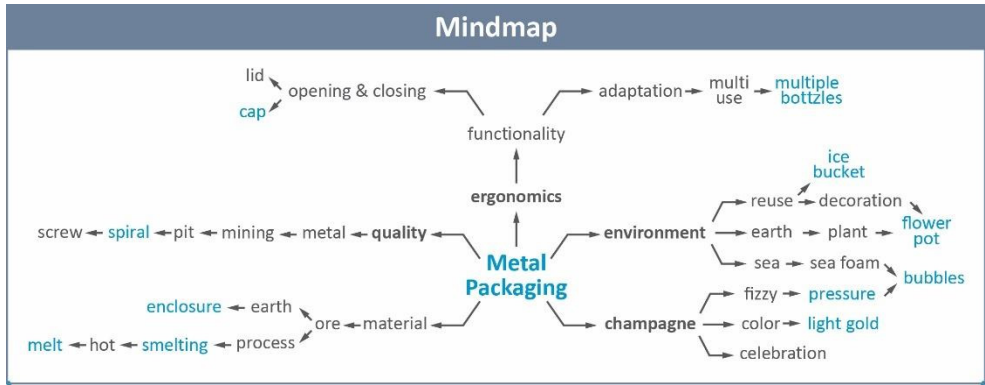 Mindmap
lid
opening & closing
cap
functionality
adaptation
multi
use
multiple
bottzles
ergonomics
screw
spiral
pit
mining
metal
quality
Metal
Packaging
environment
reuse
ice
bucket
decoration
flower
pot
earth
plant
sea
sea foam
bubbles
enclosure
earth
ore
material
melt
hot
smelting
process
champagne
fizzy
pressure
color
light gold
celebration